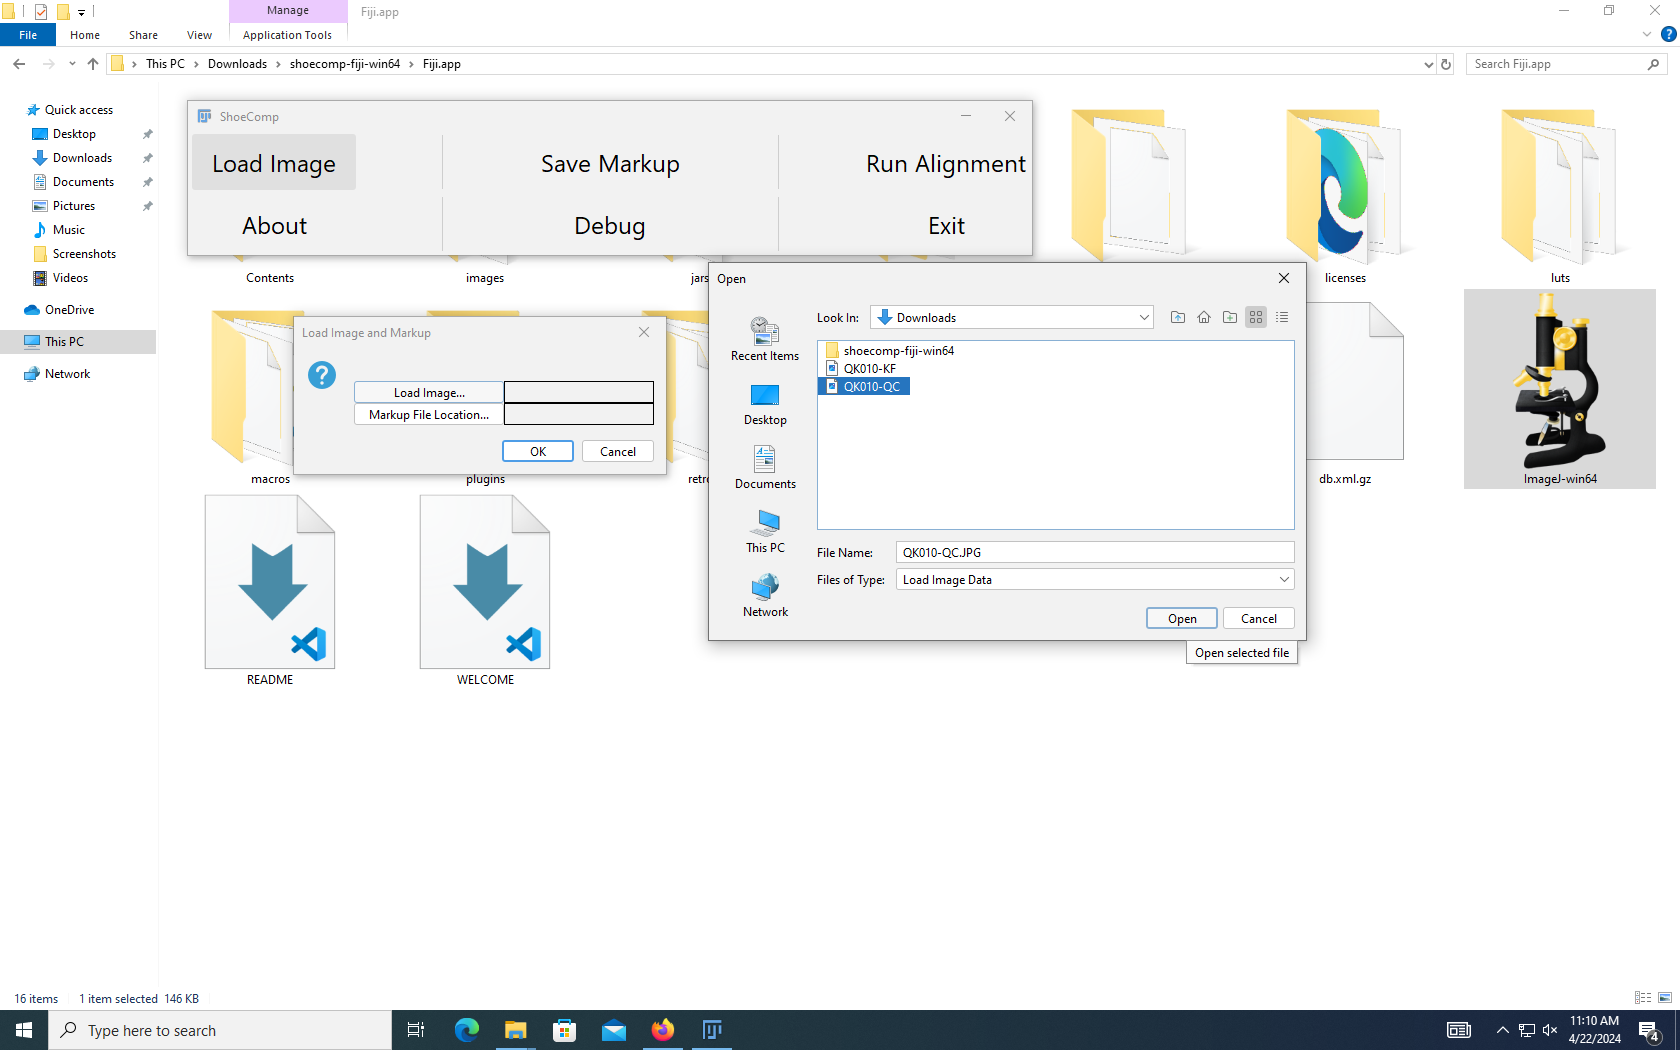 Manage
Fiji.app
File
Home
Share
View
Application Tools
This PC
Downloads
shoecomp-fiji-win64
Fiji.app
Search Fiji.app
Quick access
Desktop
Downloads
Documents
Pictures
Music
Screenshots
Videos
OneDrive
This PC
Network
ShoeComp
Load Image
Save Markup
Run Alignment
About
Debug
Exit
Contents
images
jars
licenses
luts
Open
Look In:
Downloads
Recent Items
Desktop
Documents
This PC
Network
shoecomp-fiji-win64
QK010-KF
QK010-QC
File Name:
QK010-QC.JPG
Files of Type:
Load Image Data
Open
Cancel
Open selected file
Load Image and Markup
Load Image...
Markup File Location...
OK
Cancel
macros
plugins
retro
db.xml.gz
ImageJ-win64
README
WELCOME
16 items
1 item selected 146 KB
Type here to search
11:10 AM
4/22/2024
4